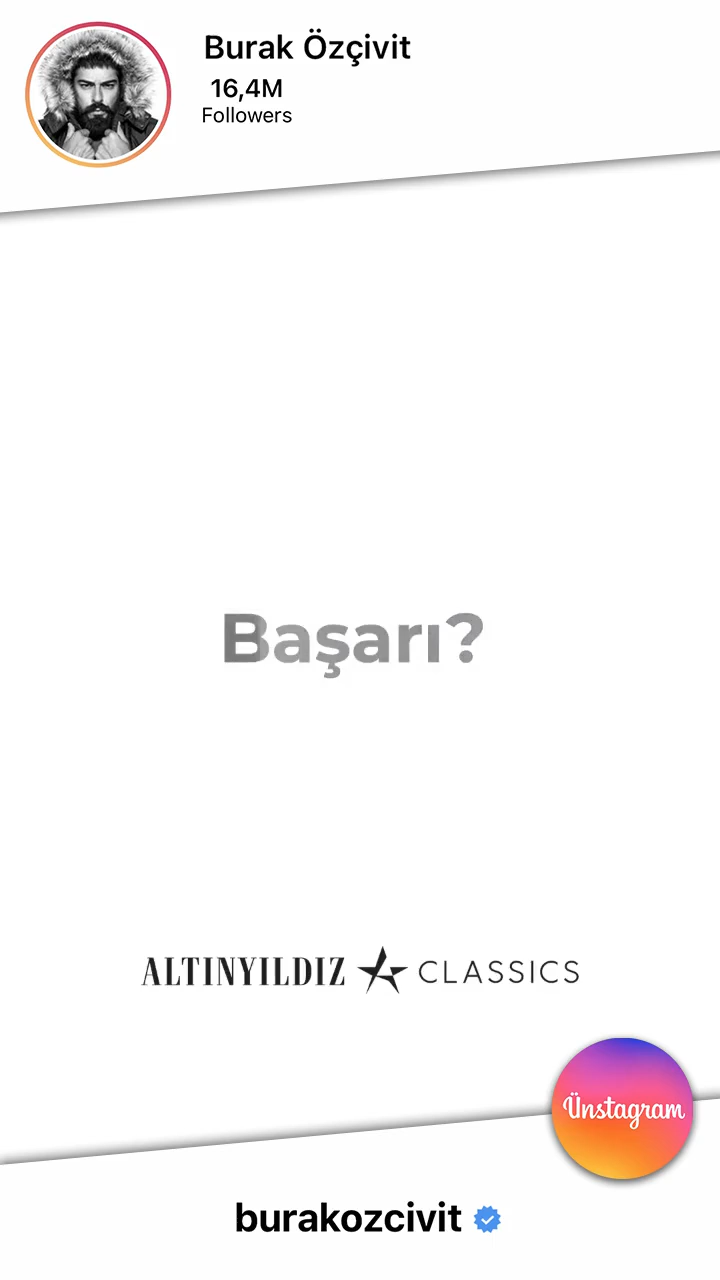 Burak Özçivit
16,4M
Followers
Başarı?
ALTINYILDIZ CLASSICS
Ünstagram
burakozcivit